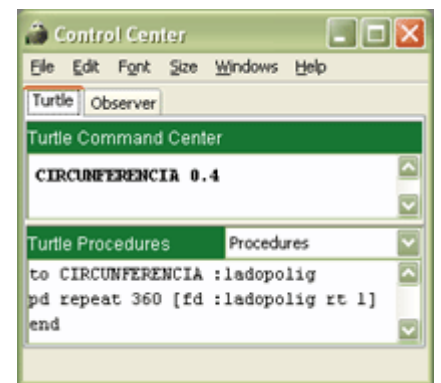 Control Center
File Edit Font Size Windows Help
Turtle Observer
Turtle Command Center
CIRCUNFERENCIA 0.4
Turtle Procedures Procedures
to CIRCUNFERENCIA :ladopolig
pd repeat 360 [fd :ladopolig rt 1]
end